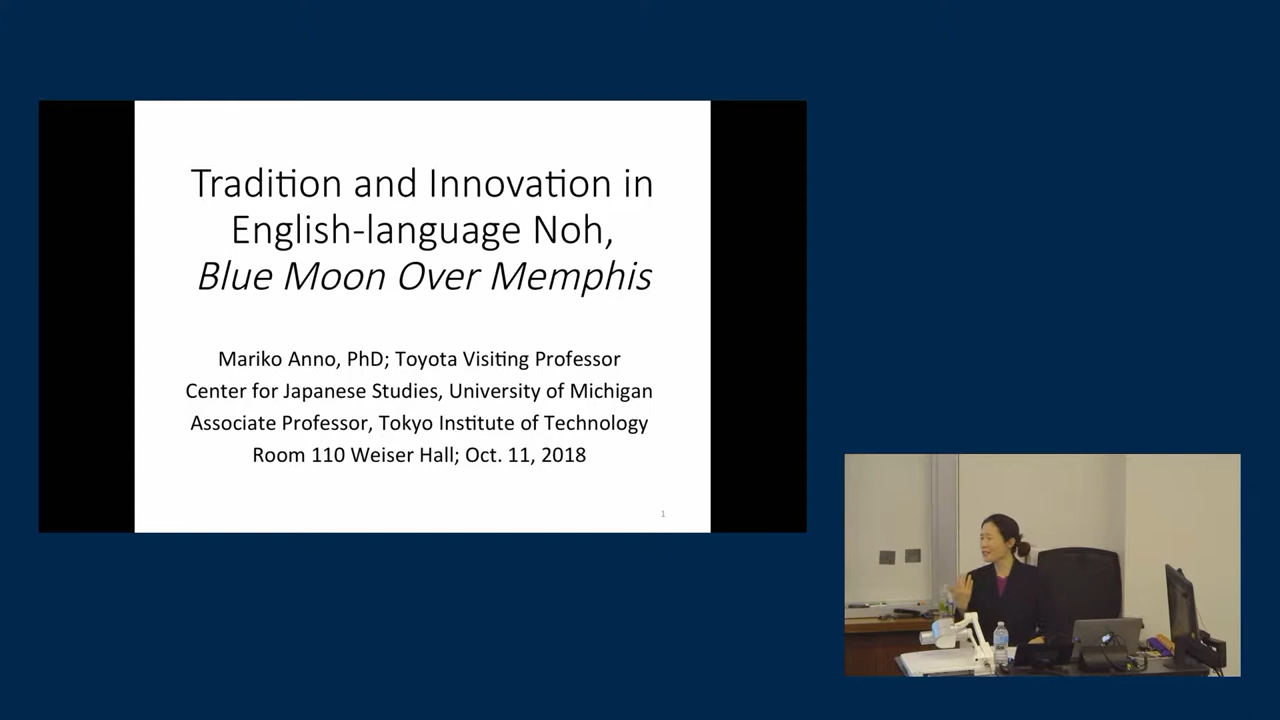 Tradition and Innovation in
English-language Noh,
Blue Moon Over Memphis
Mariko Anno, PhD; Toyota Visiting Professor
Center for Japanese Studies, University of Michigan
Associate Professor, Tokyo Institute of Technology
Room 110 Weiser Hall; Oct. 11, 2018
1